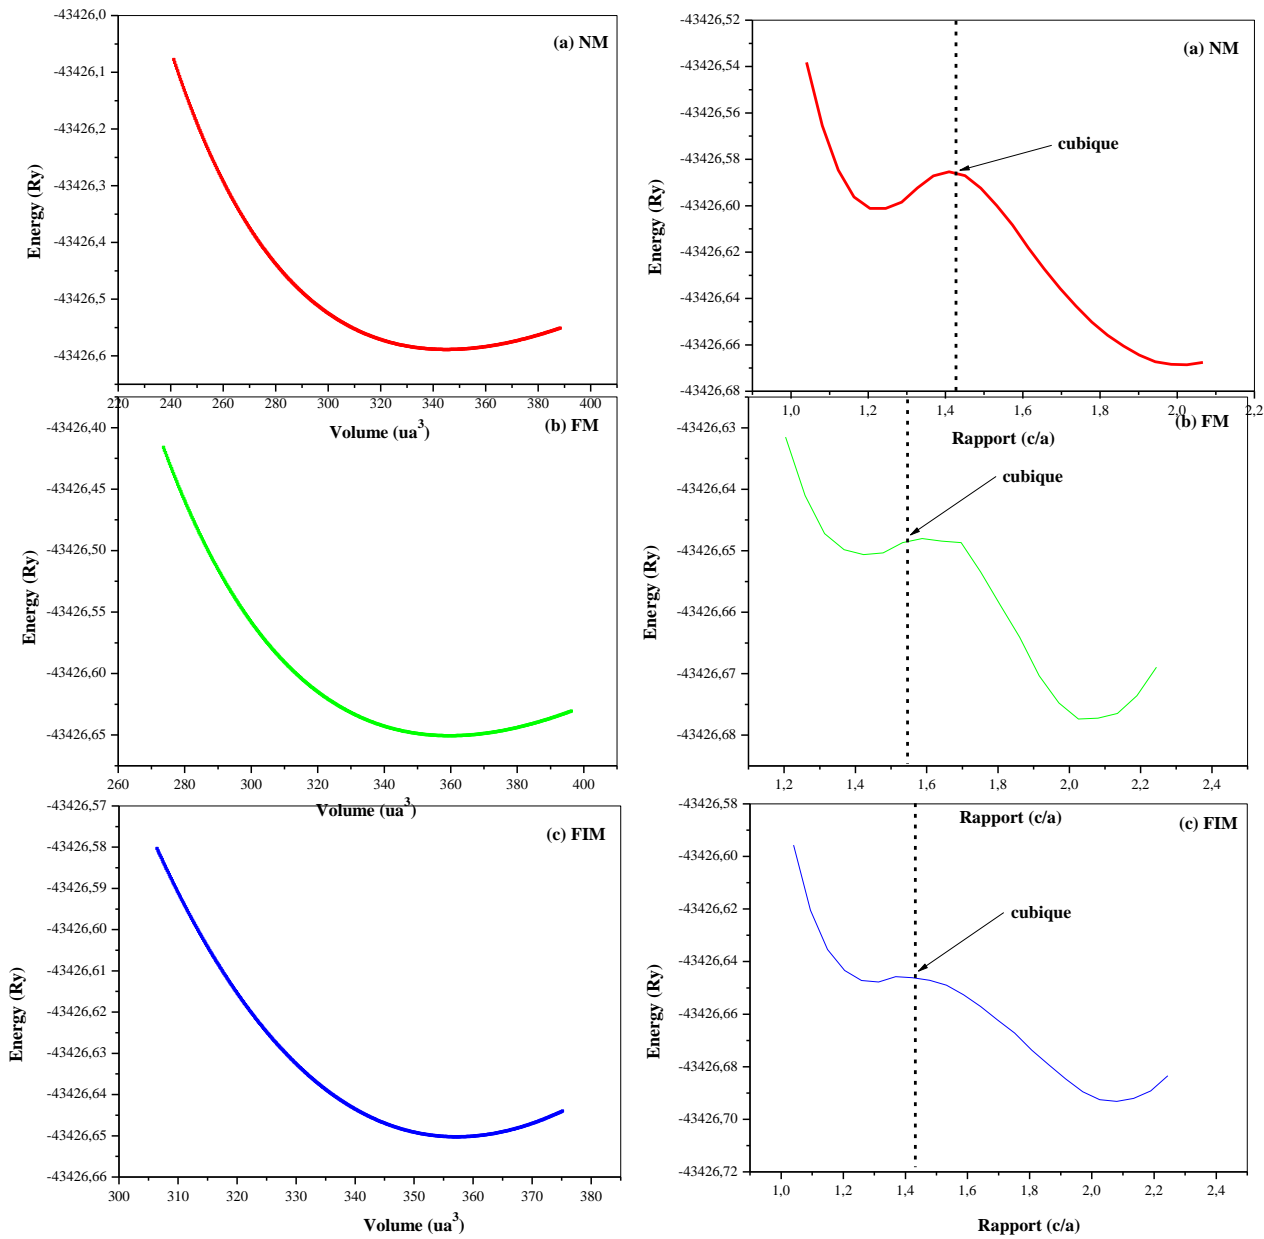 (a) NM
Energy (Ry)
-43426,0
-43426,1
-43426,2
-43426,3
-43426,4
-43426,5
-43426,6
220 240 260 280 300 320 340 360 380 400
Volume (ua³)
(a) NM
cubique
Energy (Ry)
-43426,52
-43426,54
-43426,56
-43426,58
-43426,60
-43426,62
-43426,64
-43426,66
-43426,68
1,0 1,2 1,4 1,6 1,8 2,0 2,2
Rapport (c/a)
(b) FM
Energy (Ry)
-43426,40
-43426,45
-43426,50
-43426,55
-43426,60
-43426,65
260 280 300 320 340 360 380 400
Volume (ua³)
(b) FM
cubique
Energy (Ry)
-43426,63
-43426,64
-43426,65
-43426,66
-43426,67
-43426,68
1,2 1,4 1,6 1,8 2,0 2,2 2,4
Rapport (c/a)
(c) FIM
Energy (Ry)
-43426,57
-43426,58
-43426,59
-43426,60
-43426,61
-43426,62
-43426,63
-43426,64
-43426,65
-43426,66
300 310 320 330 340 350 360 370 380
Volume (ua³)
(c) FIM
cubique
Energy (Ry)
-43426,58
-43426,60
-43426,62
-43426,64
-43426,66
-43426,68
-43426,70
-43426,72
1,0 1,2 1,4 1,6 1,8 2,0 2,2 2,4
Rapport (c/a)